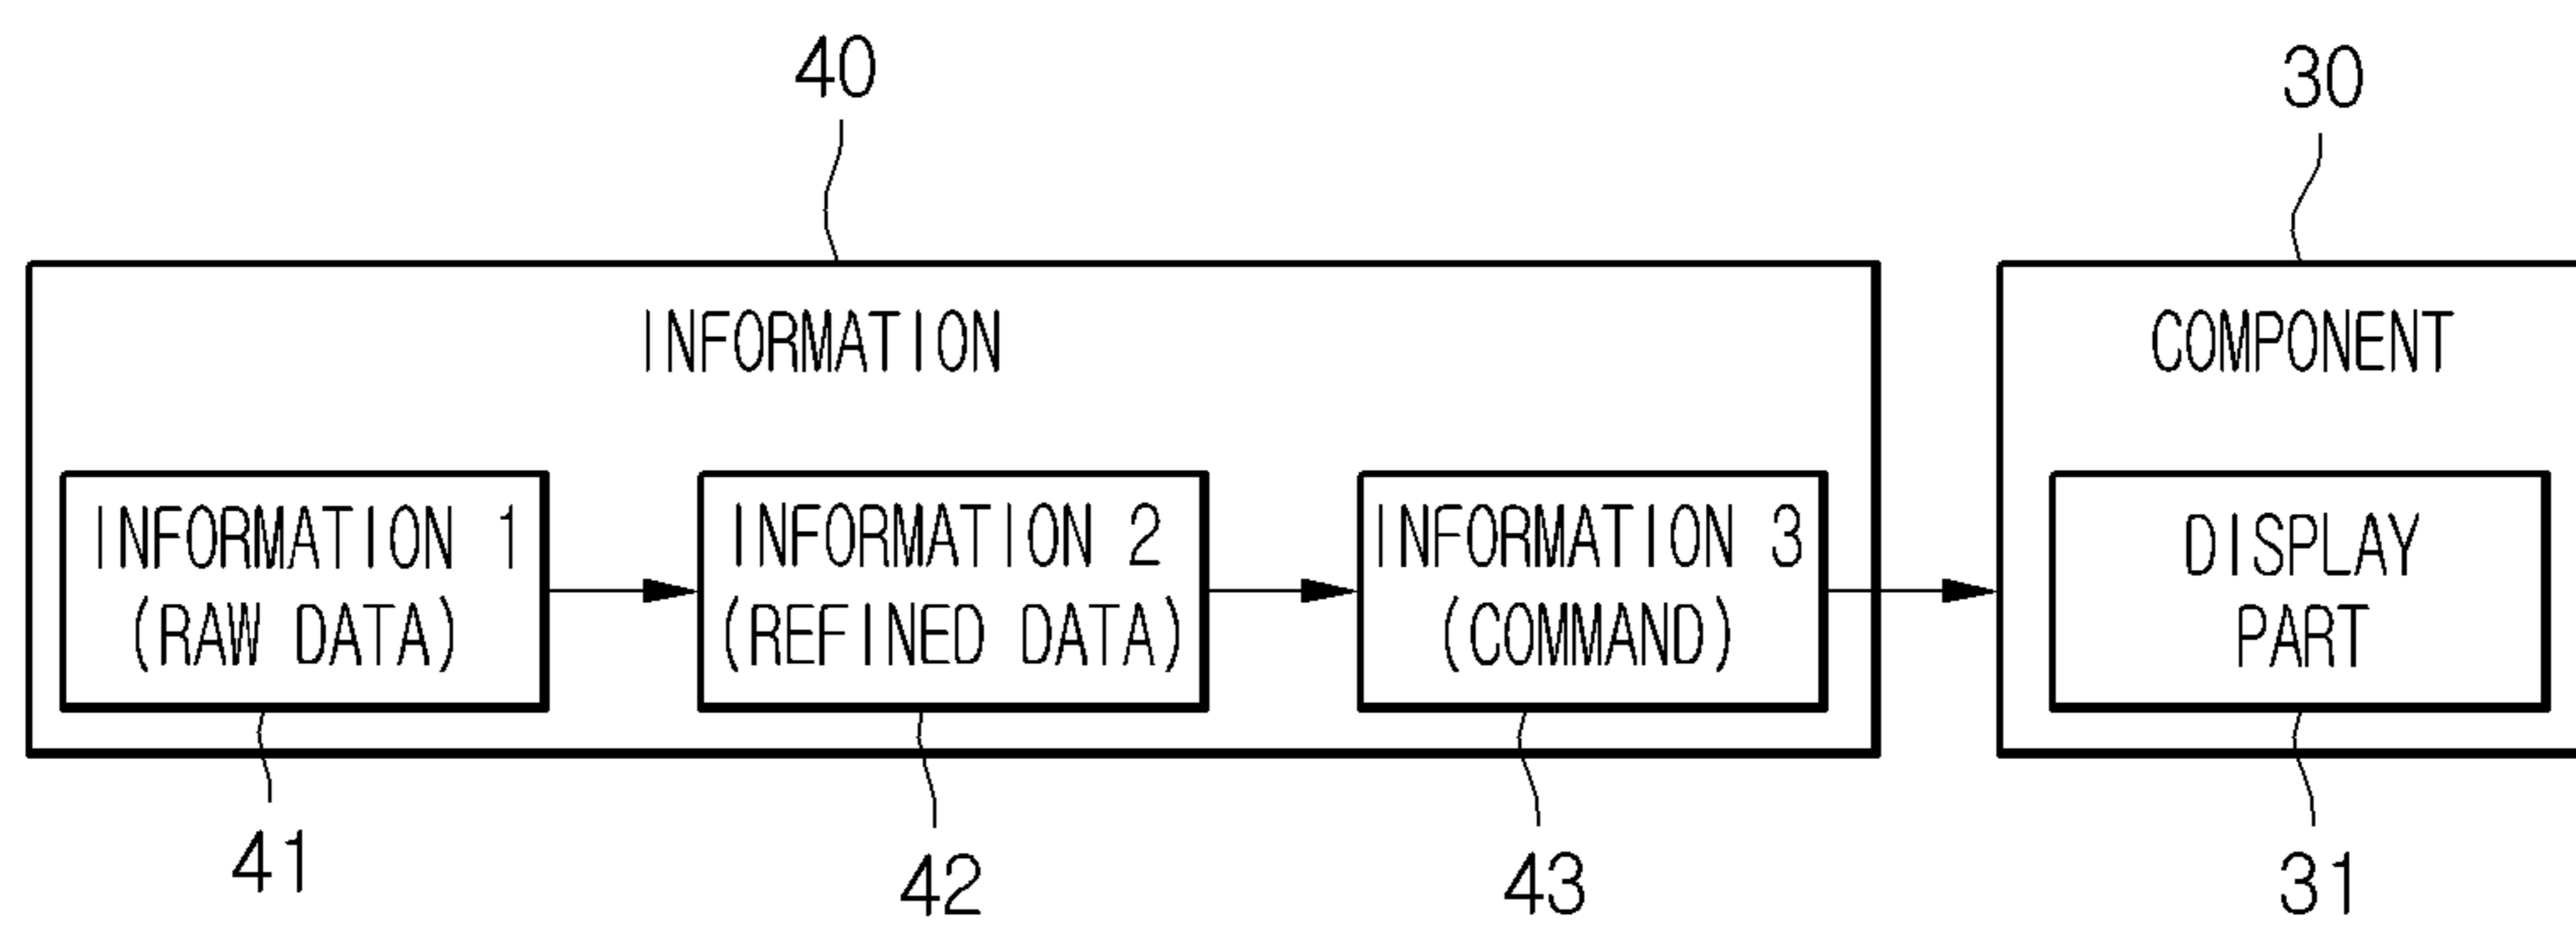 40
30
INFORMATION
COMPONENT
INFORMATION 1
(RAW DATA)
INFORMATION 2
(REFINED DATA)
INFORMATION 3
(COMMAND)
DISPLAY
PART
41
42
43
31